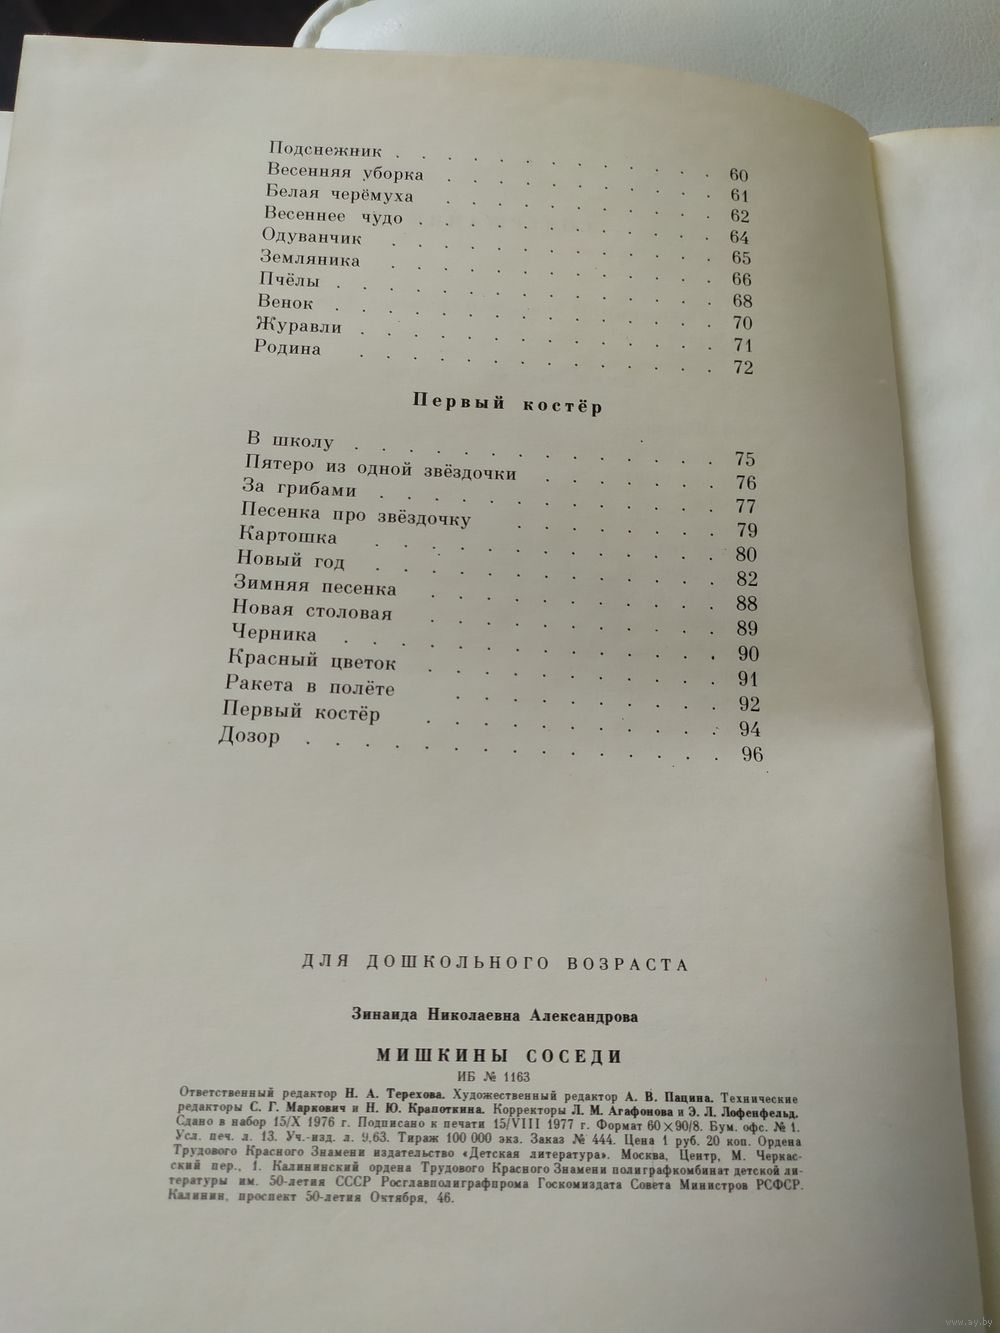 Подснежник . . . . . . . . . . . . 60
Весенняя уборка . . . . . . . . . . 61
Белая черёмуха . . . . . . . . . . 62
Весеннее чудо . . . . . . . . . . . 64
Одуванчик . . . . . . . . . . . . 65
Земляника . . . . . . . . . . . . 66
Пчёлы . . . . . . . . . . . . . . 68
Венок . . . . . . . . . . . . . . 70
Журавли . . . . . . . . . . . . . 71
Родина . . . . . . . . . . . . . 72
Первый костёр
В школу . . . . . . . . . . . . . 75
Пятеро из одной звёздочки . . . . . . . 76
За грибами . . . . . . . . . . . . 77
Песенка про звёздочку . . . . . . . . 79
Картошка . . . . . . . . . . . . 80
Новый год . . . . . . . . . . . . 82
Зимняя песенка . . . . . . . . . . 88
Новая столовая . . . . . . . . . . 89
Черника . . . . . . . . . . . . . 90
Красный цветок . . . . . . . . . . 91
Ракета в полёте . . . . . . . . . . 92
Первый костёр . . . . . . . . . . 94
Дозор . . . . . . . . . . . . . . 96
ДЛЯ ДОШКОЛЬНОГО ВОЗРАСТА
Зинаида Николаевна Александрова
МИШКИНЫ СОСЕДИ
ИБ № 1163
Ответственный редактор Н. А. Терехова. Художественный редактор А. В. Пацина. Технические
редакторы С. Г. Маркович и Н. Ю. Крапоткина. Корректоры Л. М. Агафонова и Э. Л. Лофенфельд.
Сдано в набор 15/X 1976 г. Подписано к печати 15/VIII 1977 г. Формат 60×90/8. Бум. офс. № 1.
Усл. печ. л. 13. Уч.-изд. л. 9,63. Тираж 100 000 экз. Заказ № 444. Цена 1 руб. 20 коп. Ордена
Трудового Красного Знамени издательство «Детская литература». Москва, Центр, М. Черкас-
ский пер., 1. Калининский ордена Трудового Красного Знамени полиграфкомбинат детской ли-
тературы им. 50-летия СССР Росглавполиграфпрома Госкомиздата Совета Министров РСФСР.
Калинин, проспект 50-летия Октября, 46.
www.ay.by